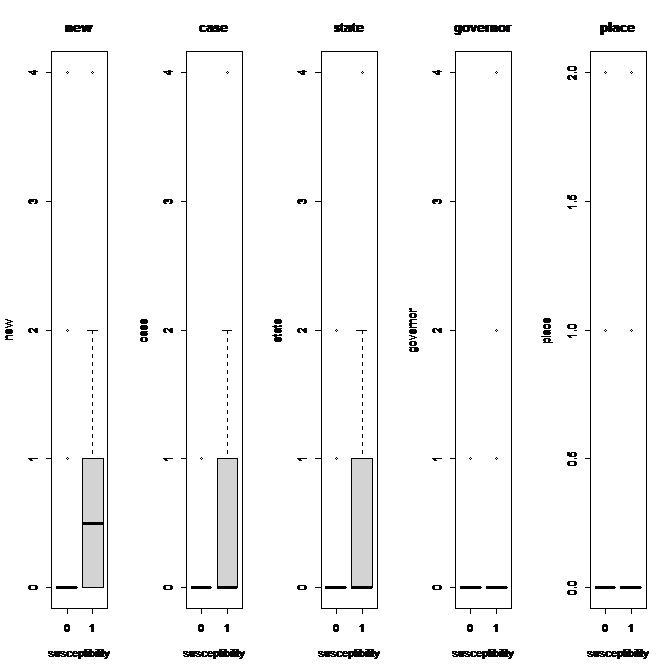 new case state governor place
4 4 4 4 2.0
3 3 3 3 1.5
new case state governor place
2 2 2 2 1.0
1 1 1 1 0.5
0 0 0 0 0.0
0 1 0 1 0 1 0 1 0 1
susceptibility susceptibility susceptibility susceptibility susceptibility